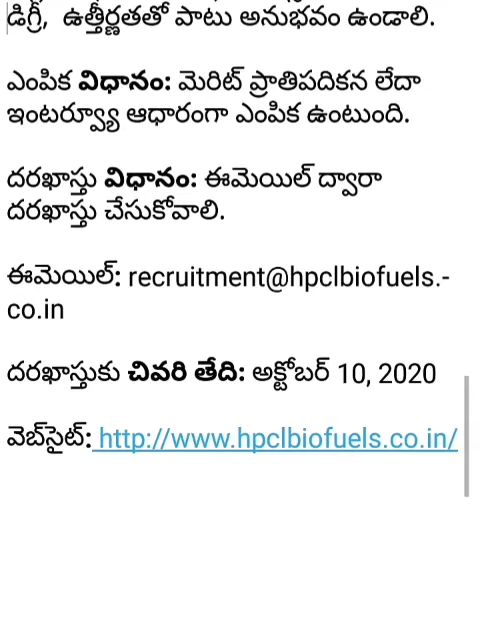 డిగ్రీ, ఉత్తీర్ణతతో పాటు అనుభవం ఉండాలి.
ఎంపిక విధానం: మెరిట్ ప్రాతిపదికన లేదా
ఇంటర్వ్యూ ఆధారంగా ఎంపిక ఉంటుంది.
దరఖాస్తు విధానం: ఈమెయిల్ ద్వారా
దరఖాస్తు చేసుకోవాలి.
ఈమెయిల్: recruitment@hpclbiofuels.-
co.in
దరఖాస్తుకు చివరి తేది: అక్టోబర్ 10, 2020
వెబ్‌సైట్: http://www.hpclbiofuels.co.in/